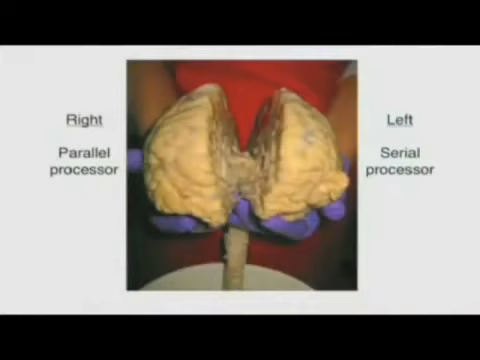 Right
Parallel
processor
Left
Serial
processor